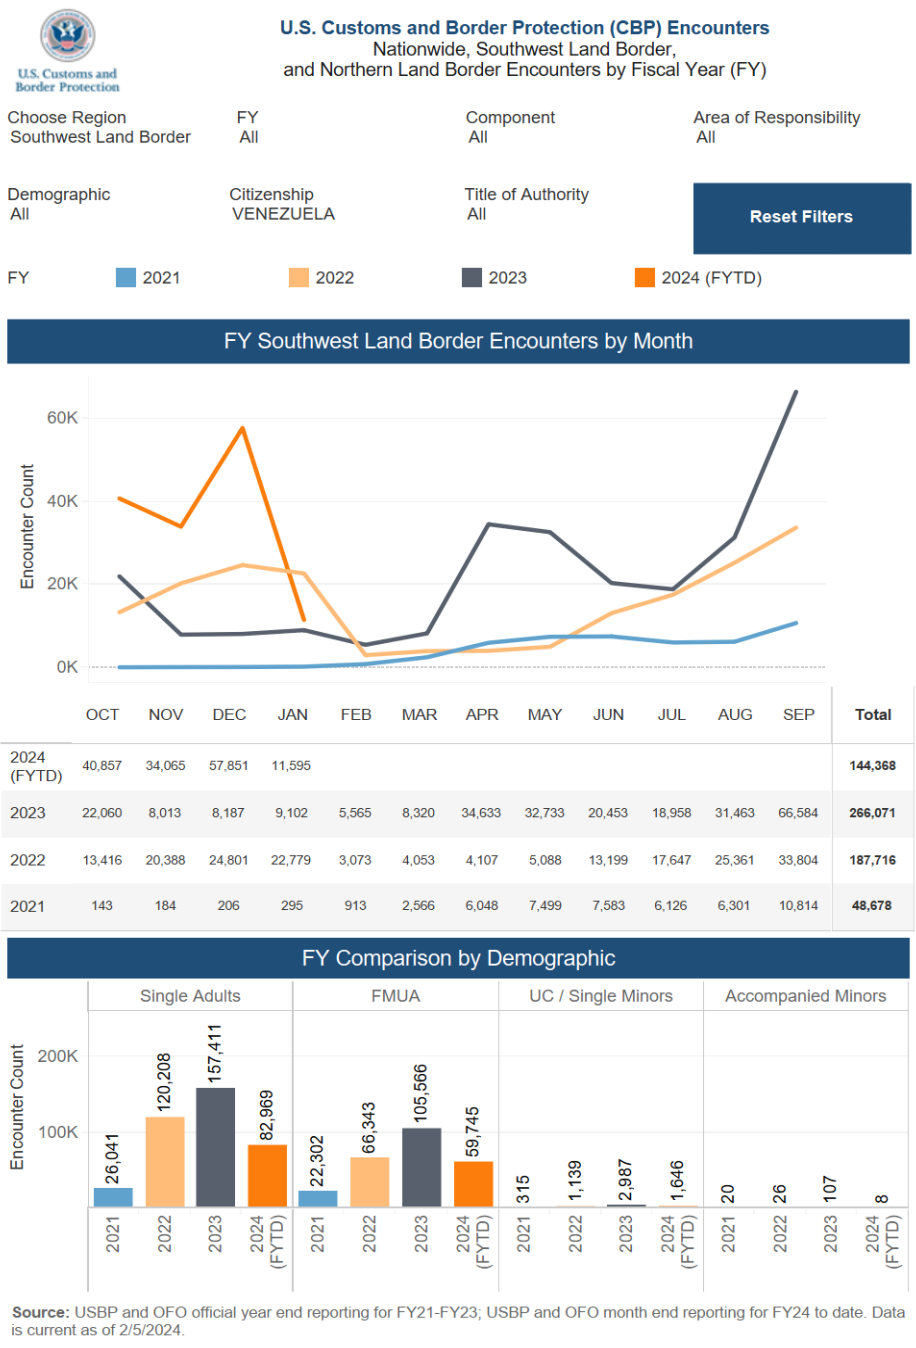 U.S. Customs and Border Protection (CBP) Encounters
Nationwide, Southwest Land Border,
and Northern Land Border Encounters by Fiscal Year (FY)
U.S. Customs and
Border Protection
Choose Region FY Component Area of Responsibility
Southwest Land Border All All All
Demographic Citizenship Title of Authority
All VENEZUELA All
Reset Filters
FY 2021 2022 2023 2024 (FYTD)
FY Southwest Land Border Encounters by Month
Encounter Count
60K
40K
20K
0K
OCT NOV DEC JAN FEB MAR APR MAY JUN JUL AUG SEP Total
2024
(FYTD) 40,857 34,065 57,851 11,595 144,368
2023 22,060 8,013 8,187 9,102 5,565 8,320 34,633 32,733 20,453 18,958 31,463 66,584 266,071
2022 13,416 20,388 24,801 22,779 3,073 4,053 4,107 5,088 13,199 17,647 25,361 33,804 187,716
2021 143 184 206 295 913 2,566 6,048 7,499 7,583 6,126 6,301 10,814 48,678
FY Comparison by Demographic
Single Adults FMUA UC / Single Minors Accompanied Minors
Encounter Count
200K
100K
26,041 120,208 157,411 82,969 22,302 66,343 105,566 59,745 315 1,139 2,987 1,646 20 26 107 8
2021 2022 2023 2024 (FYTD) 2021 2022 2023 2024 (FYTD) 2021 2022 2023 2024 (FYTD) 2021 2022 2023 2024 (FYTD)
Source: USBP and OFO official year end reporting for FY21-FY23; USBP and OFO month end reporting for FY24 to date. Data
is current as of 2/5/2024.